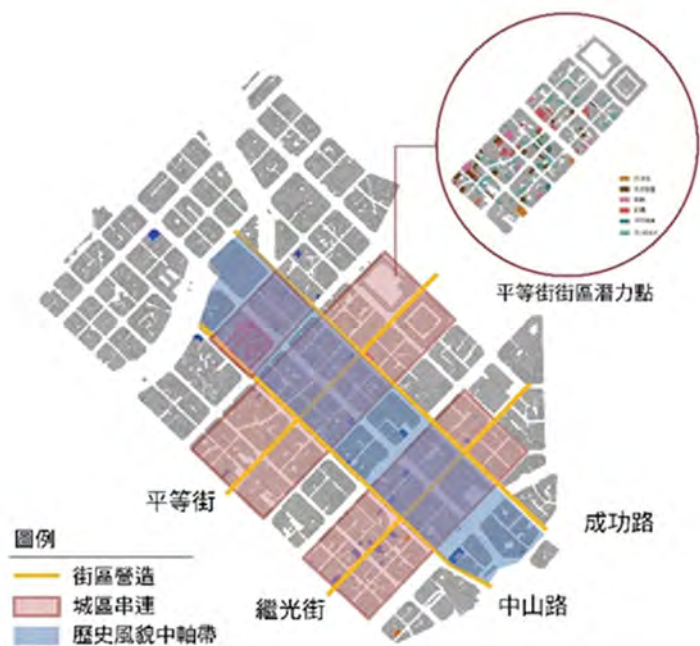 平等街街區潛力點
平等街
成功路
繼光街
中山路
圖例
街區營造
城區串連
歷史風貌中軸帶